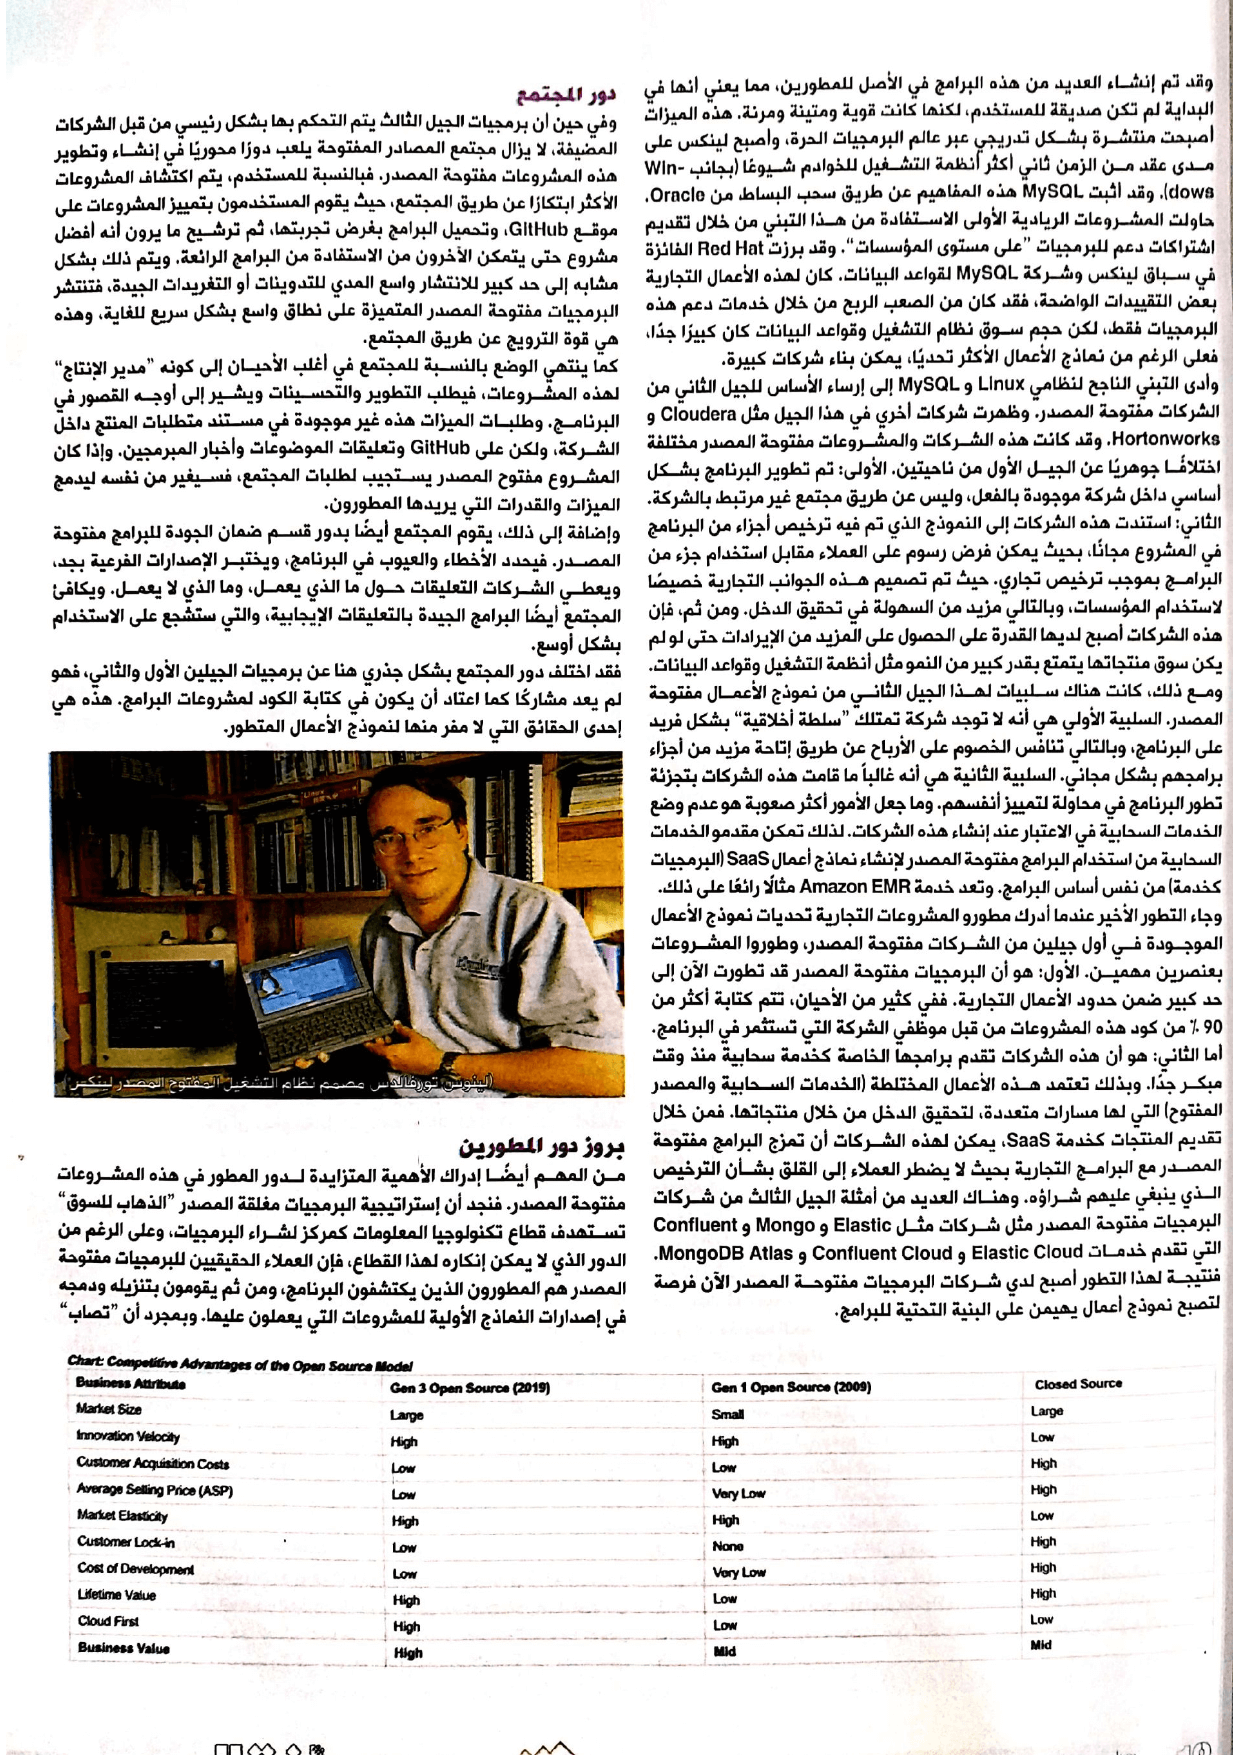 وقد تم إنشاء العديد من هذه البرامج في الأصل للمطورين، مما يعني أنها في
البداية لم تكن صديقة للمستخدم، لكنها كانت قوية ومتينة ومرنة. هذه الميزات
أصبحت منتشرة بشكل تدريجي عبر عالم البرمجيات الحرة، وأصبح لينكس على
مدى عقد من الزمن ثاني أكثر أنظمة التشغيل للخوادم شيوعًا (بجانب Win-
dows). وقد أثبت MySQL هذه المفاهيم عن طريق سحب البساط من Oracle.
حاولت المشروعات الريادية الأولى الاستفادة من هذا التبني من خلال تقديم
اشتراكات دعم للبرمجيات "على مستوى المؤسسات". وقد برزت Red Hat الفائزة
في سباق لينكس وشركة MySQL لقواعد البيانات. كان لهذه الأعمال التجارية
بعض التقييدات الواضحة، فقد كان من الصعب الربح من خلال خدمات دعم هذه
البرمجيات فقط، لكن حجم سوق نظام التشغيل وقواعد البيانات كان كبيرًا جدًا،
فعلى الرغم من نماذج الأعمال الأكثر تحديًا، يمكن بناء شركات كبيرة.
وأدى التبني الناجح لنظامي Linux و MySQL إلى إرساء الأساس للجيل الثاني من
الشركات مفتوحة المصدر. وظهرت شركات أخري في هذا الجيل مثل Cloudera و
Hortonworks. وقد كانت هذه الشركات والمشروعات مفتوحة المصدر مختلفة
اختلافًا جوهريًا عن الجيل الأول من ناحيتين. الأولى: تم تطوير البرنامج بشكل
أساسي داخل شركة موجودة بالفعل، وليس عن طريق مجتمع غير مرتبط بالشركة.
الثاني: استندت هذه الشركات إلى النموذج الذي تم فيه ترخيص أجزاء من البرنامج
في المشروع مجانًا، بحيث يمكن فرض رسوم على العملاء مقابل استخدام جزء من
البرامج بموجب ترخيص تجاري. حيث تم تصميم هذه الجوانب التجارية خصيصًا
لاستخدام المؤسسات، وبالتالي مزيد من السهولة في تحقيق الدخل. ومن ثم، فإن
هذه الشركات أصبح لديها القدرة على الحصول على المزيد من الإيرادات حتى لو لم
يكن سوق منتجاتها يتمتع بقدر كبير من النمو مثل أنظمة التشغيل وقواعد البيانات.
ومع ذلك، كانت هناك سلبيات لهذا الجيل الثاني من نموذج الأعمال مفتوحة
المصدر. السلبية الأولي هي أنه لا توجد شركة تمتلك "سلطة أخلاقية" بشكل فريد
على البرنامج، وبالتالي تنافس الخصوم على الأرباح عن طريق إتاحة مزيد من أجزاء
برامجهم بشكل مجاني. السلبية الثانية هي أنه غالباً ما قامت هذه الشركات بتجزئة
تطور البرنامج في محاولة لتمييز أنفسهم. وما جعل الأمور أكثر صعوبة هو عدم وضع
الخدمات السحابية في الاعتبار عند إنشاء هذه الشركات. لذلك تمكن مقدمو الخدمات
السحابية من استخدام البرامج مفتوحة المصدر لإنشاء نماذج أعمال SaaS (البرمجيات
كخدمة) من نفس أساس البرامج. وتعد خدمة Amazon EMR مثالًا رائعًا على ذلك.
وجاء التطور الأخير عندما أدرك مطورو المشروعات التجارية تحديات نموذج الأعمال
الموجودة في أول جيلين من الشركات مفتوحة المصدر، وطوروا المشروعات
بعنصرين مهمين. الأول: هو أن البرمجيات مفتوحة المصدر قد تطورت الآن إلى
حد كبير ضمن حدود الأعمال التجارية. ففي كثير من الأحيان، تتم كتابة أكثر من
90 ٪ من كود هذه المشروعات من قبل موظفي الشركة التي تستثمر في البرنامج.
أما الثاني: هو أن هذه الشركات تقدم برامجها الخاصة كخدمة سحابية منذ وقت
مبكر جدًا. وبذلك تعتمد هذه الأعمال المختلطة (الخدمات السحابية والمصدر
المفتوح) التي لها مسارات متعددة، لتحقيق الدخل من خلال منتجاتها. فمن خلال
تقديم المنتجات كخدمة SaaS، يمكن لهذه الشركات أن تمزج البرامج مفتوحة
المصدر مع البرامج التجارية بحيث لا يضطر العملاء إلى القلق بشأن الترخيص
الذي ينبغي عليهم شراؤه. وهناك العديد من أمثلة الجيل الثالث من شركات
البرمجيات مفتوحة المصدر مثل شركات مثل Elastic و Mongo و Confluent
التي تقدم خدمات Elastic Cloud و Confluent Cloud و MongoDB Atlas.
فنتيجة لهذا التطور أصبح لدي شركات البرمجيات مفتوحة المصدر الآن فرصة
لتصبح نموذج أعمال يهيمن على البنية التحتية للبرامج.
دور المجتمع
وفي حين أن برمجيات الجيل الثالث يتم التحكم بها بشكل رئيسي من قبل الشركات
المضيفة، لا يزال مجتمع المصادر المفتوحة يلعب دورًا محوريًا في إنشاء وتطوير
هذه المشروعات مفتوحة المصدر. فبالنسبة للمستخدم، يتم اكتشاف المشروعات
الأكثر ابتكارًا عن طريق المجتمع، حيث يقوم المستخدمون بتمييز المشروعات على
موقع GitHub، وتحميل البرامج بغرض تجربتها، ثم ترشيح ما يرون أنه أفضل
مشروع حتى يتمكن الآخرون من الاستفادة من البرامج الرائعة. ويتم ذلك بشكل
مشابه إلى حد كبير للانتشار واسع المدي للتدوينات أو التغريدات الجيدة، فتنتشر
البرمجيات مفتوحة المصدر المتميزة على نطاق واسع بشكل سريع للغاية، وهذه
هي قوة الترويج عن طريق المجتمع.
كما ينتهي الوضع بالنسبة للمجتمع في أغلب الأحيان إلى كونه "مدير الإنتاج"
لهذه المشروعات، فيطلب التطوير والتحسينات ويشير إلى أوجه القصور في
البرنامج. وطلبات الميزات هذه غير موجودة في مستند متطلبات المنتج داخل
الشركة، ولكن على GitHub وتعليقات الموضوعات وأخبار المبرمجين. وإذا كان
المشروع مفتوح المصدر يستجيب لطلبات المجتمع، فسيغير من نفسه ليدمج
الميزات والقدرات التي يريدها المطورون.
وإضافة إلى ذلك، يقوم المجتمع أيضًا بدور قسم ضمان الجودة للبرامج مفتوحة
المصدر. فيحدد الأخطاء والعيوب في البرنامج، ويختبر الإصدارات الفرعية بجد،
ويعطي الشركات التعليقات حول ما الذي يعمل، وما الذي لا يعمل. ويكافئ
المجتمع أيضًا البرامج الجيدة بالتعليقات الإيجابية، والتي ستشجع على الاستخدام
بشكل أوسع.
فقد اختلف دور المجتمع بشكل جذري هنا عن برمجيات الجيلين الأول والثاني، فهو
لم يعد مشاركًا كما اعتاد أن يكون في كتابة الكود لمشروعات البرامج. هذه هي
إحدى الحقائق التي لا مفر منها لنموذج الأعمال المتطور.
IBM
Linux
(لينوس تورفالدس مصمم نظام التشغيل المفتوح المصدر لينكس)
بروز دور المطورين
من المهم أيضًا إدراك الأهمية المتزايدة لدور المطور في هذه المشروعات
مفتوحة المصدر. فنجد أن إستراتيجية البرمجيات مغلقة المصدر "الذهاب للسوق"
تستهدف قطاع تكنولوجيا المعلومات كمركز لشراء البرمجيات، وعلى الرغم من
الدور الذي لا يمكن إنكاره لهذا القطاع، فإن العملاء الحقيقيين للبرمجيات مفتوحة
المصدر هم المطورون الذين يكتشفون البرنامج، ومن ثم يقومون بتنزيله ودمجه
في إصدارات النماذج الأولية للمشروعات التي يعملون عليها. وبمجرد أن "تصاب"
Chart: Competitive Advantages of the Open Source Model
Business Attribute Gen 3 Open Source (2019) Gen 1 Open Source (2009) Closed Source
Market Size Large Small Large
Innovation Velocity High High Low
Customer Acquisition Costs Low Low High
Average Selling Price (ASP) Low Very Low High
Market Elasticity High High Low
Customer Lock-in Low None High
Cost of Development Low Very Low High
Lifetime Value High Low High
Cloud First High Low Low
Business Value High Mid Mid